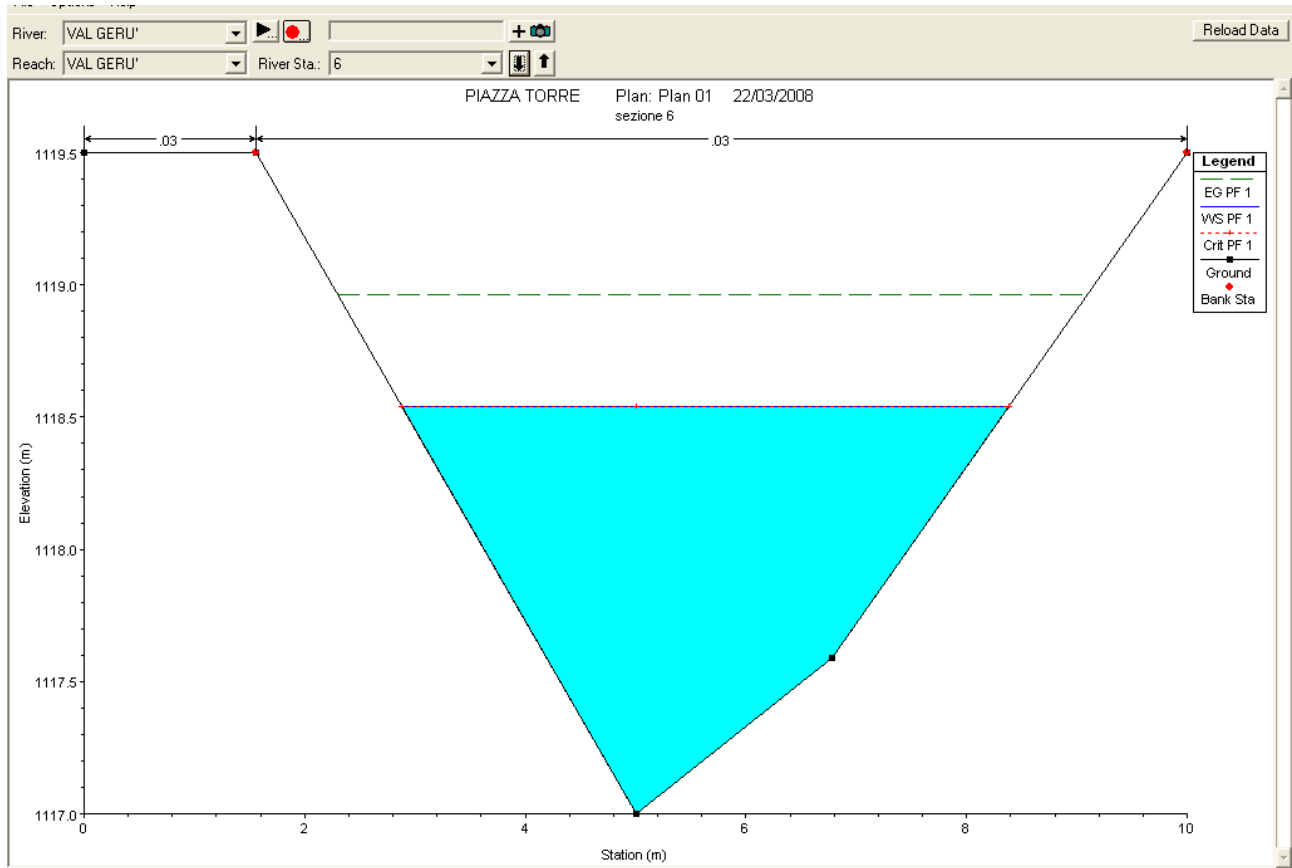 River: VAL GERU' Reload Data
Reach: VAL GERU' River Sta.: 6
PIAZZA TORRE Plan: Plan 01 22/03/2008
sezione 6
.03 .03
Legend
EG PF 1
WS PF 1
Crit PF 1
Ground
Bank Sta
1119.5
1119.0
1118.5
1118.0
1117.5
1117.0
Elevation (m)
0 2 4 6 8 10
Station (m)